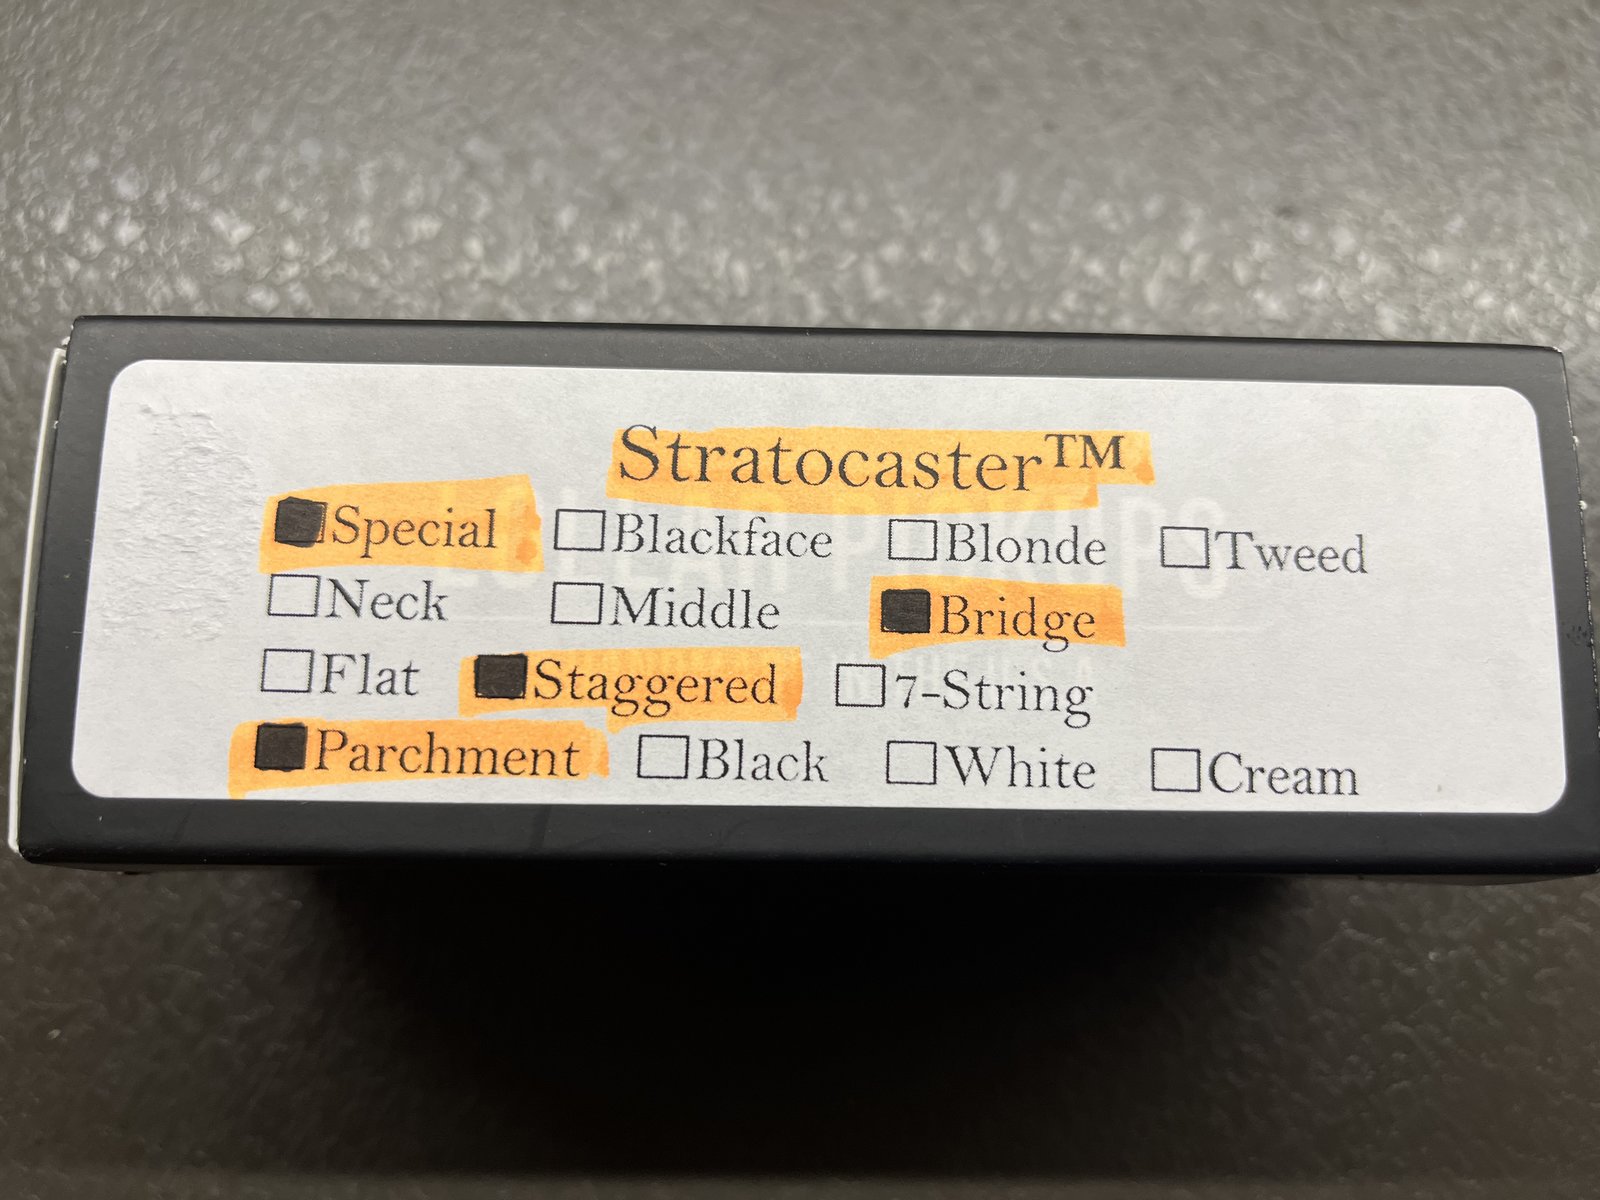 Stratocaster™
■Special □Blackface □Blonde □Tweed
□Neck □Middle ■Bridge
□Flat ■Staggered □7-String
■Parchment □Black □White □Cream